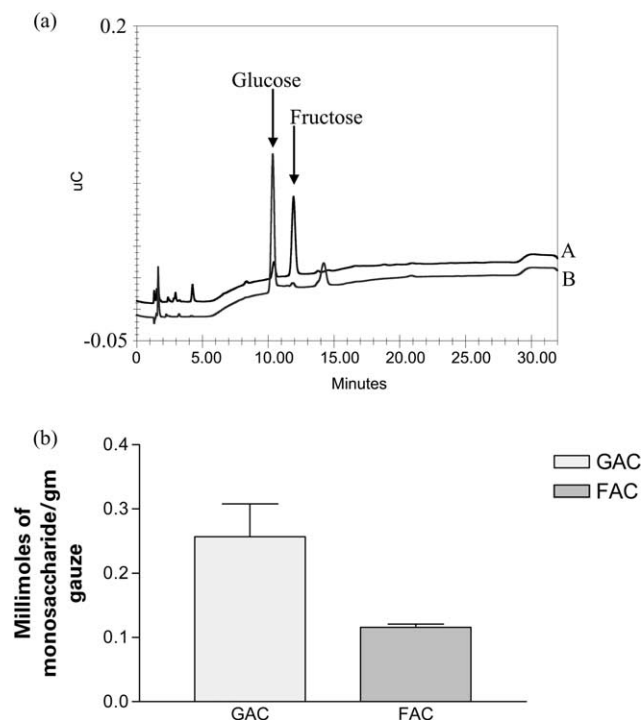 (a)
0.2
Glucose
Fructose
uC
A
B
-0.05
0 5.00 10.00 15.00 20.00 25.00 30.00
Minutes
(b)
0.4
0.3
0.2
0.1
0.0
Millimoles of
monosaccharide/gm
gauze
GAC
FAC
GAC FAC